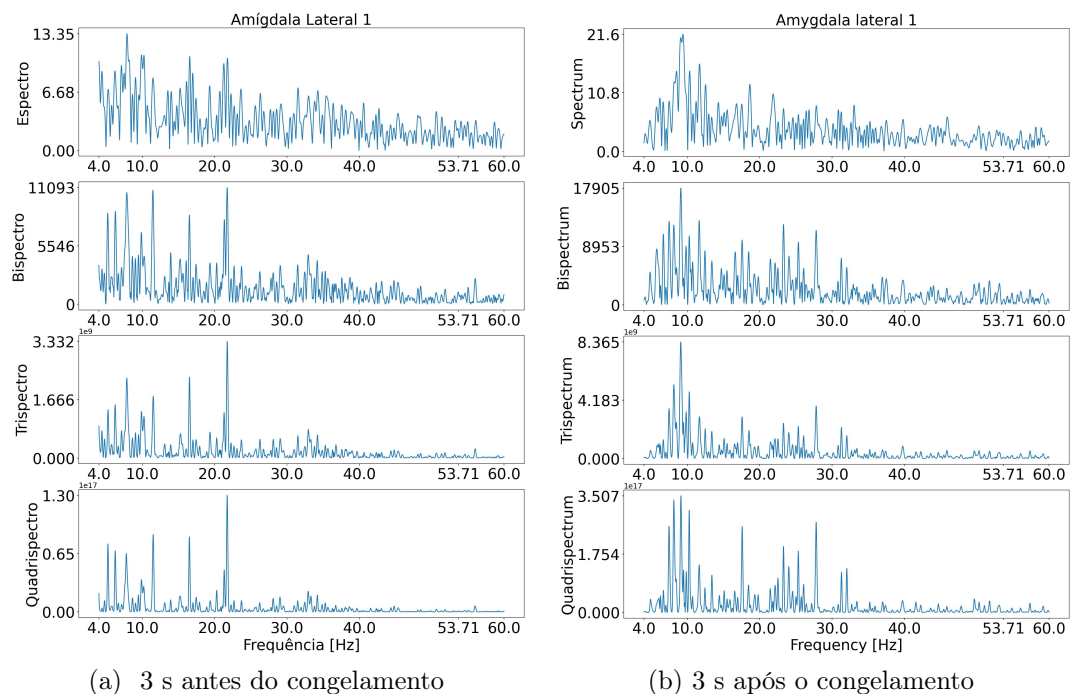 Amígdala Lateral 1
13.35
6.68
0.00
Espectro
4.0 10.0 20.0 30.0 40.0 53.71 60.0
11093
5546
0
Bispectro
4.0 10.0 20.0 30.0 40.0 53.71 60.0
1e9
3.332
1.666
0.000
Trispectro
4.0 10.0 20.0 30.0 40.0 53.71 60.0
1e17
1.30
0.65
0.00
Quadrispectro
4.0 10.0 20.0 30.0 40.0 53.71 60.0
Frequência [Hz]
(a) 3 s antes do congelamento
Amygdala lateral 1
21.6
10.8
0.0
Spectrum
4.0 10.0 20.0 30.0 40.0 53.71 60.0
17905
8953
0
Bispectrum
4.0 10.0 20.0 30.0 40.0 53.71 60.0
1e9
8.365
4.183
0.000
Trispectrum
4.0 10.0 20.0 30.0 40.0 53.71 60.0
1e17
3.507
1.754
0.000
Quadrispectrum
4.0 10.0 20.0 30.0 40.0 53.71 60.0
Frequency [Hz]
(b) 3 s após o congelamento